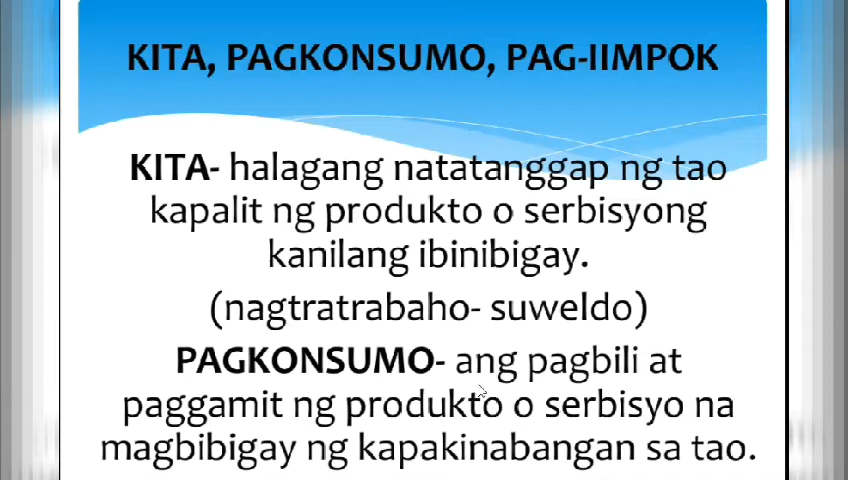 KITA, PAGKONSUMO, PAG-IIMPOK
KITA- halagang natatanggap ng tao
kapalit ng produkto o serbisyong
kanilang ibinibigay.
(nagtratrabaho- suweldo)
PAGKONSUMO- ang pagbili at
paggamit ng produkto o serbisyo na
magbibigay ng kapakinabangan sa tao.